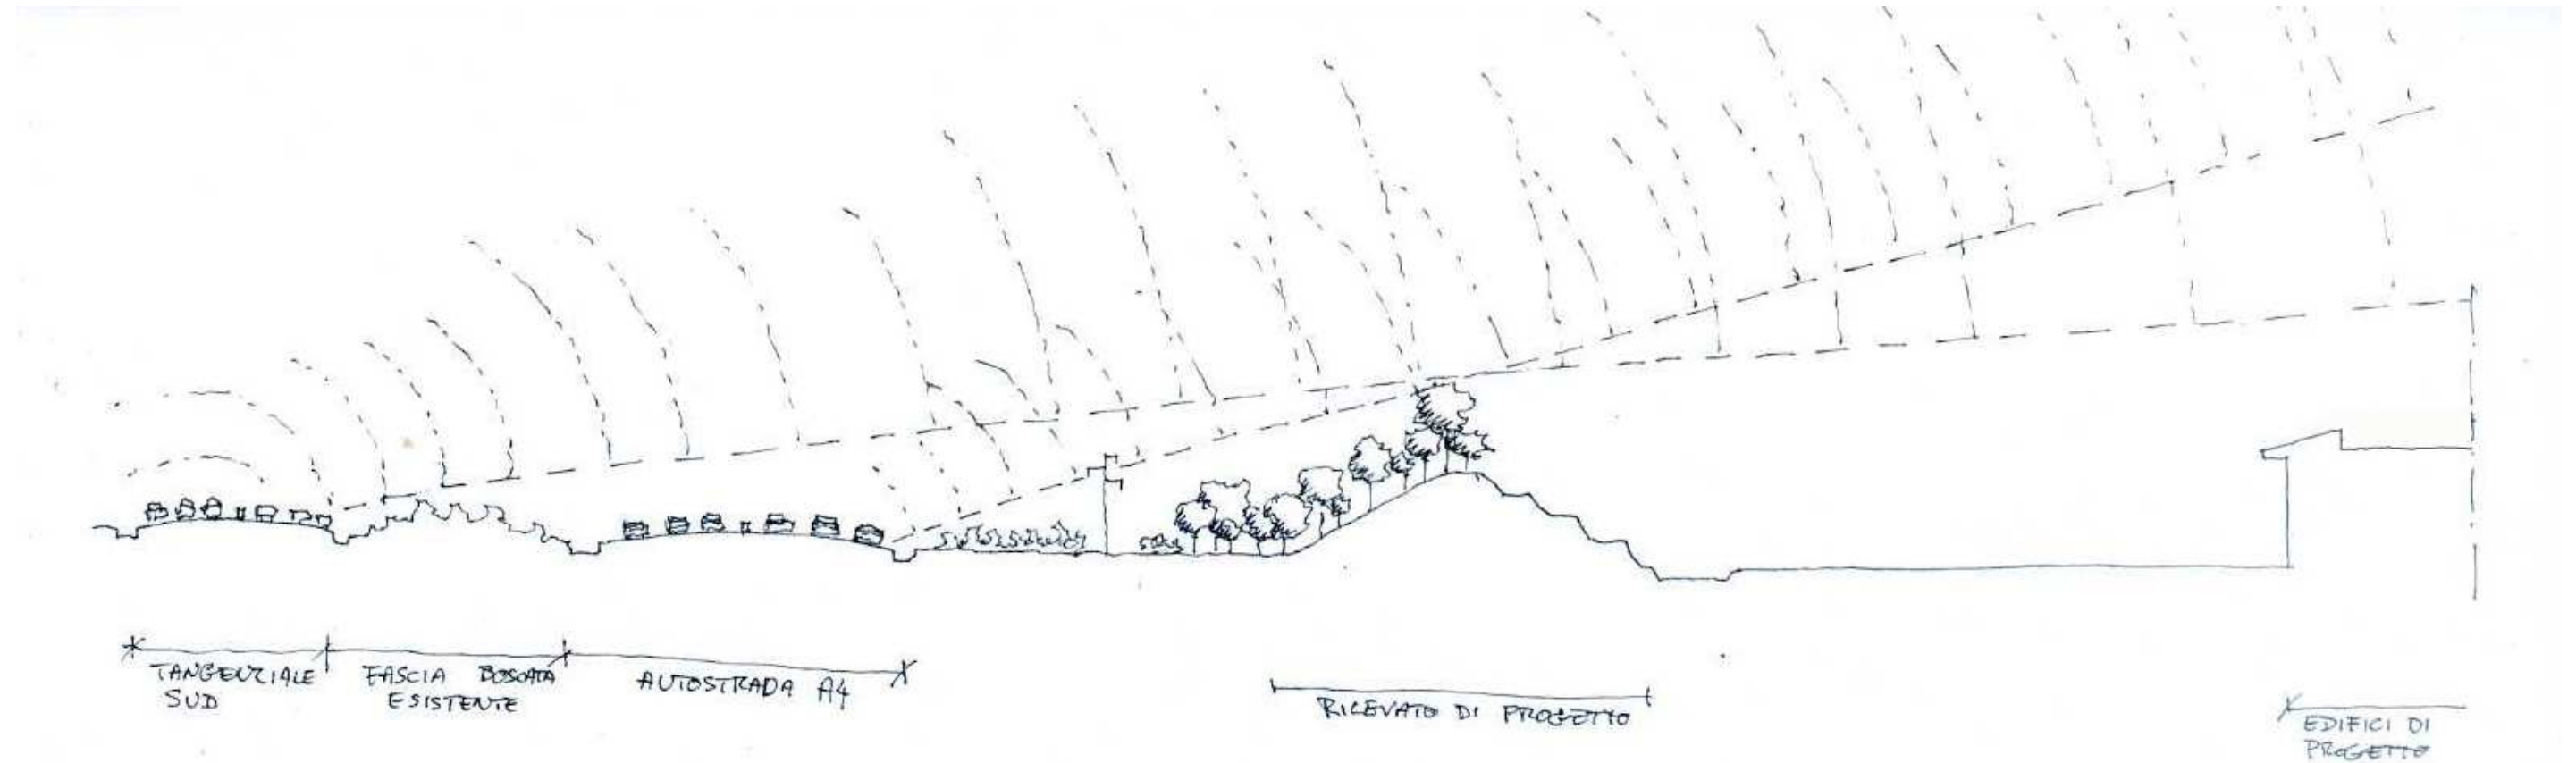 TANGENZIALE
SUD
FASCIA BOSCATA
ESISTENTE
AUTOSTRADA A4
RILEVATO DI PROGETTO
EDIFICI DI
PROGETTO